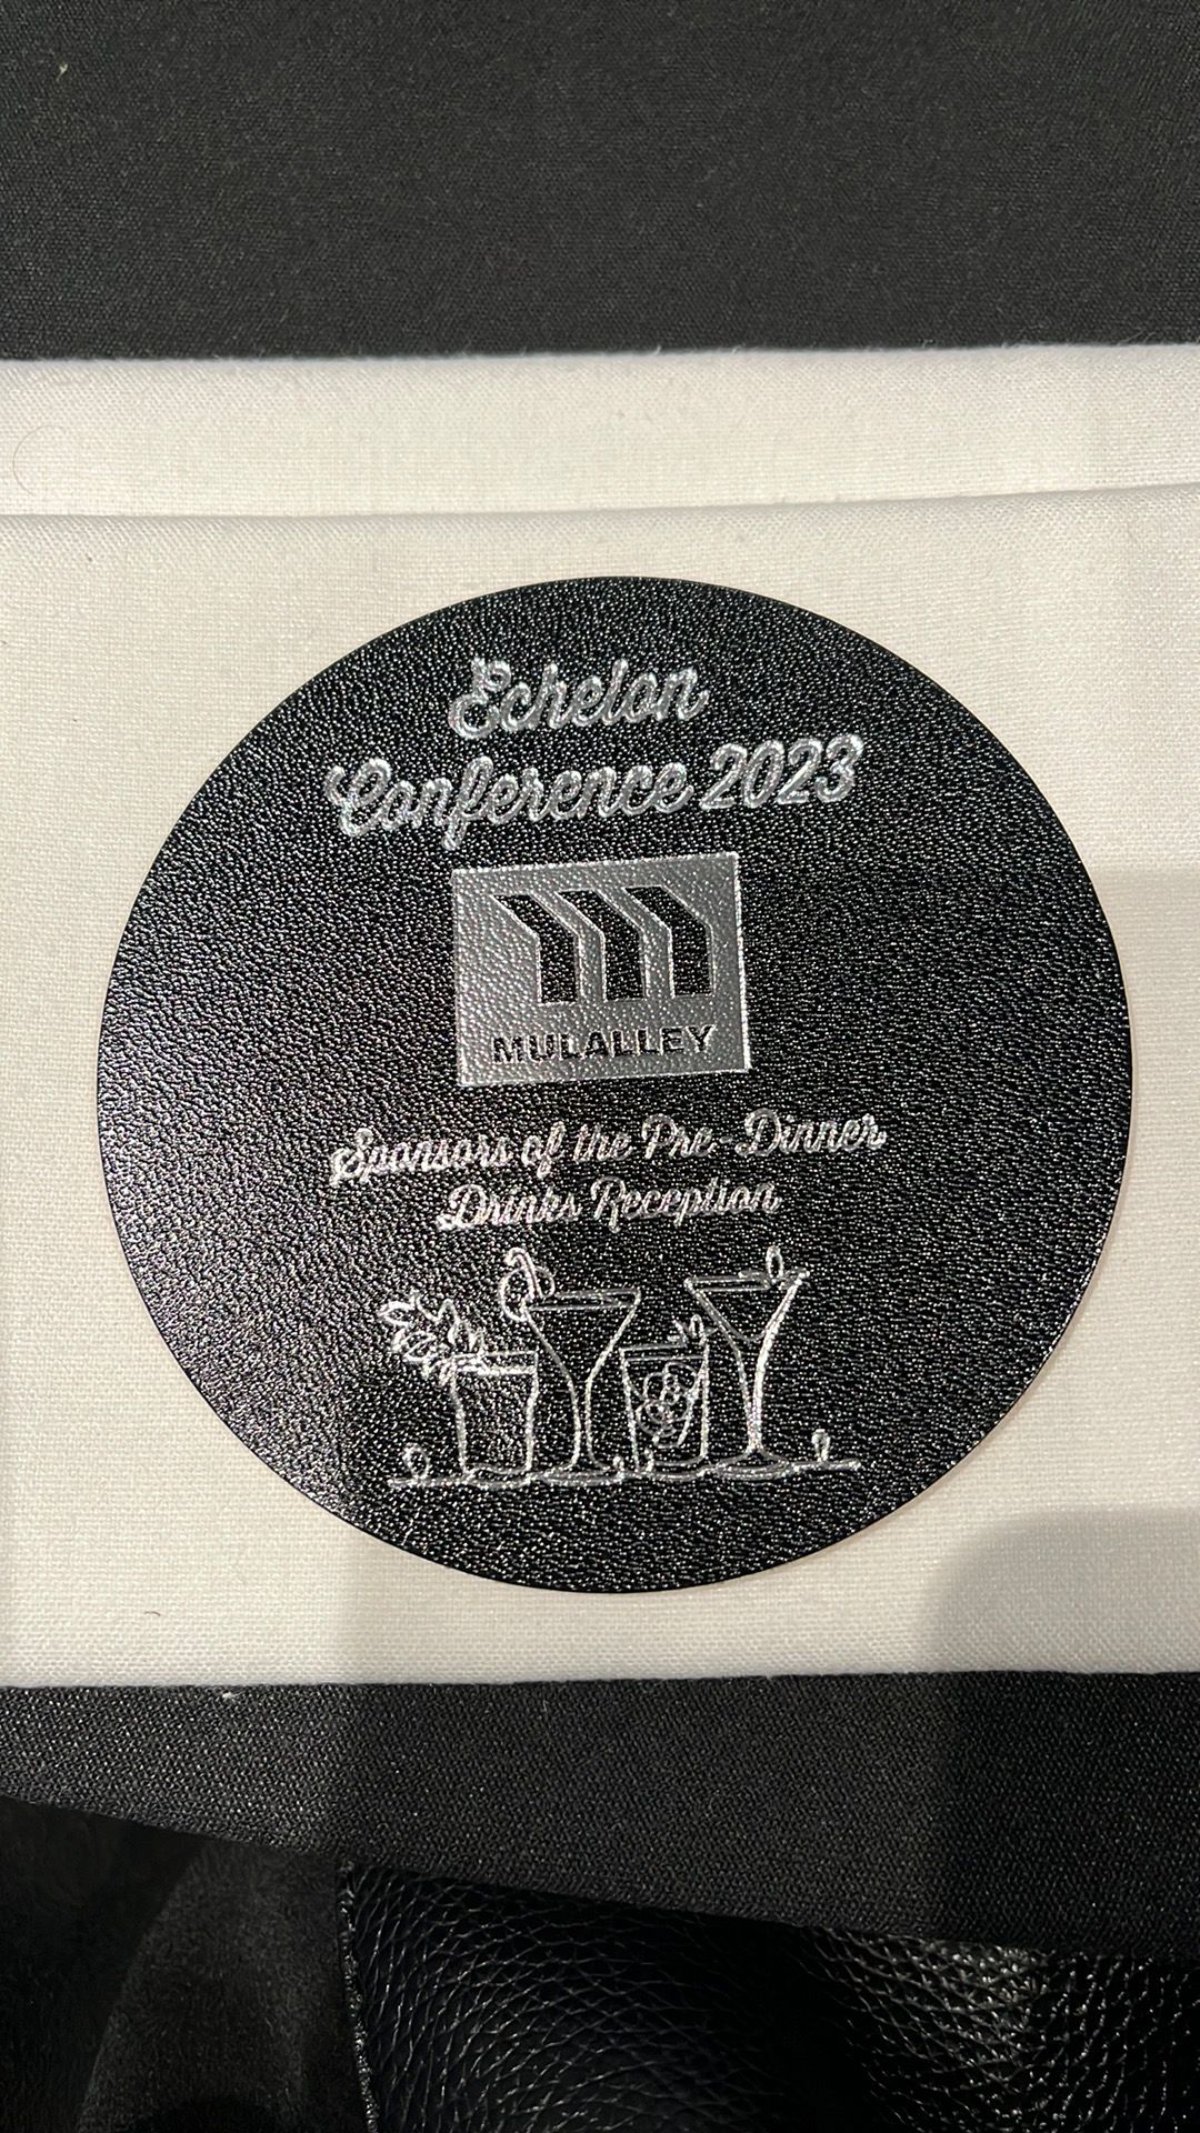 Echelon
Conference 2023
MULALLEY
Sponsors of the Pre-Dinner
Drinks Reception